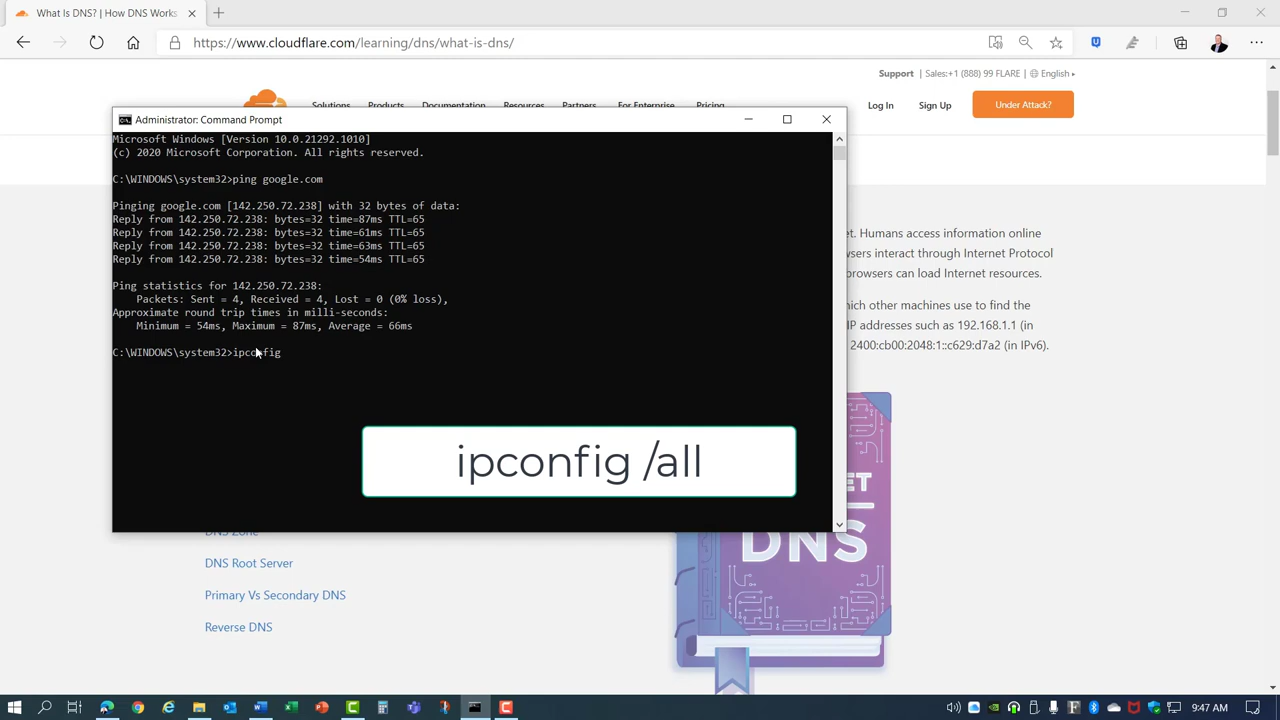 What is DNS? | How DNS works
https://www.cloudflare.com/learning/dns/what-is-dns/
Support | Sales:+1 (888) 99 FLARE | English
Solutions Products Documentation Resources Partners For Enterprise Pricing
Log In Sign Up Under Attack?
Administrator: Command Prompt
Microsoft Windows [Version 10.0.21292.1010]
(c) 2020 Microsoft Corporation. All rights reserved.
C:\WINDOWS\system32>ping google.com
Pinging google.com [142.250.72.238] with 32 bytes of data:
Reply from 142.250.72.238: bytes=32 time=87ms TTL=65
Reply from 142.250.72.238: bytes=32 time=61ms TTL=65
Reply from 142.250.72.238: bytes=32 time=63ms TTL=65
Reply from 142.250.72.238: bytes=32 time=54ms TTL=65
Ping statistics for 142.250.72.238:
Packets: Sent = 4, Received = 4, Lost = 0 (0% loss),
Approximate round trip times in milli-seconds:
Minimum = 54ms, Maximum = 87ms, Average = 66ms
C:\WINDOWS\system32>ipconfig
ipconfig /all
et. Humans access information online
wsers interact through Internet Protocol
browsers can load Internet resources.
hich other machines use to find the
IP addresses such as 192.168.1.1 (in
2400:cb00:2048:1::c629:d7a2 (in IPv6).
ET
DNS
DNS Zone
DNS Root Server
Primary Vs Secondary DNS
Reverse DNS
9:47 AM